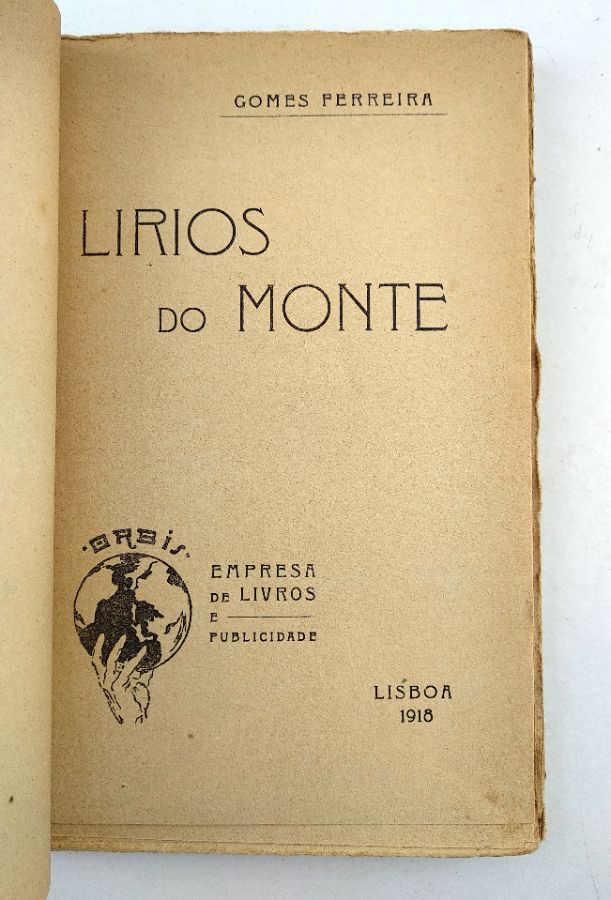 GOMES FERREIRA
LIRIOS
DO MONTE
·ORBiS·
EMPRESA
DE LIVROS
E
PUBLICIDADE
LISBOA
1918